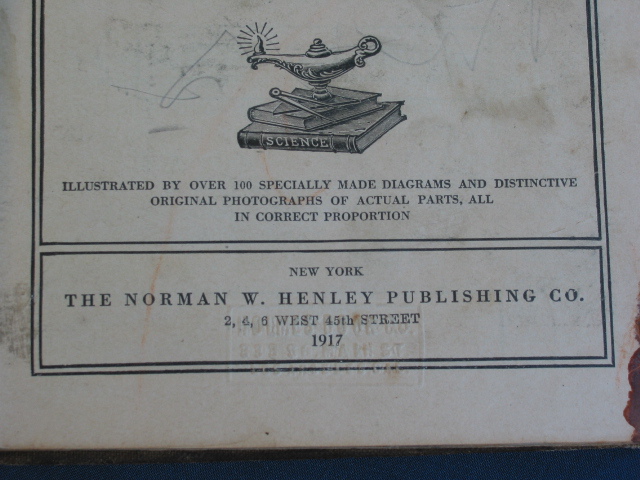 SCIENCE
ILLUSTRATED BY OVER 100 SPECIALLY MADE DIAGRAMS AND DISTINCTIVE
ORIGINAL PHOTOGRAPHS OF ACTUAL PARTS, ALL
IN CORRECT PROPORTION
NEW YORK
THE NORMAN W. HENLEY PUBLISHING CO.
2, 4, 6 WEST 45th STREET
1917